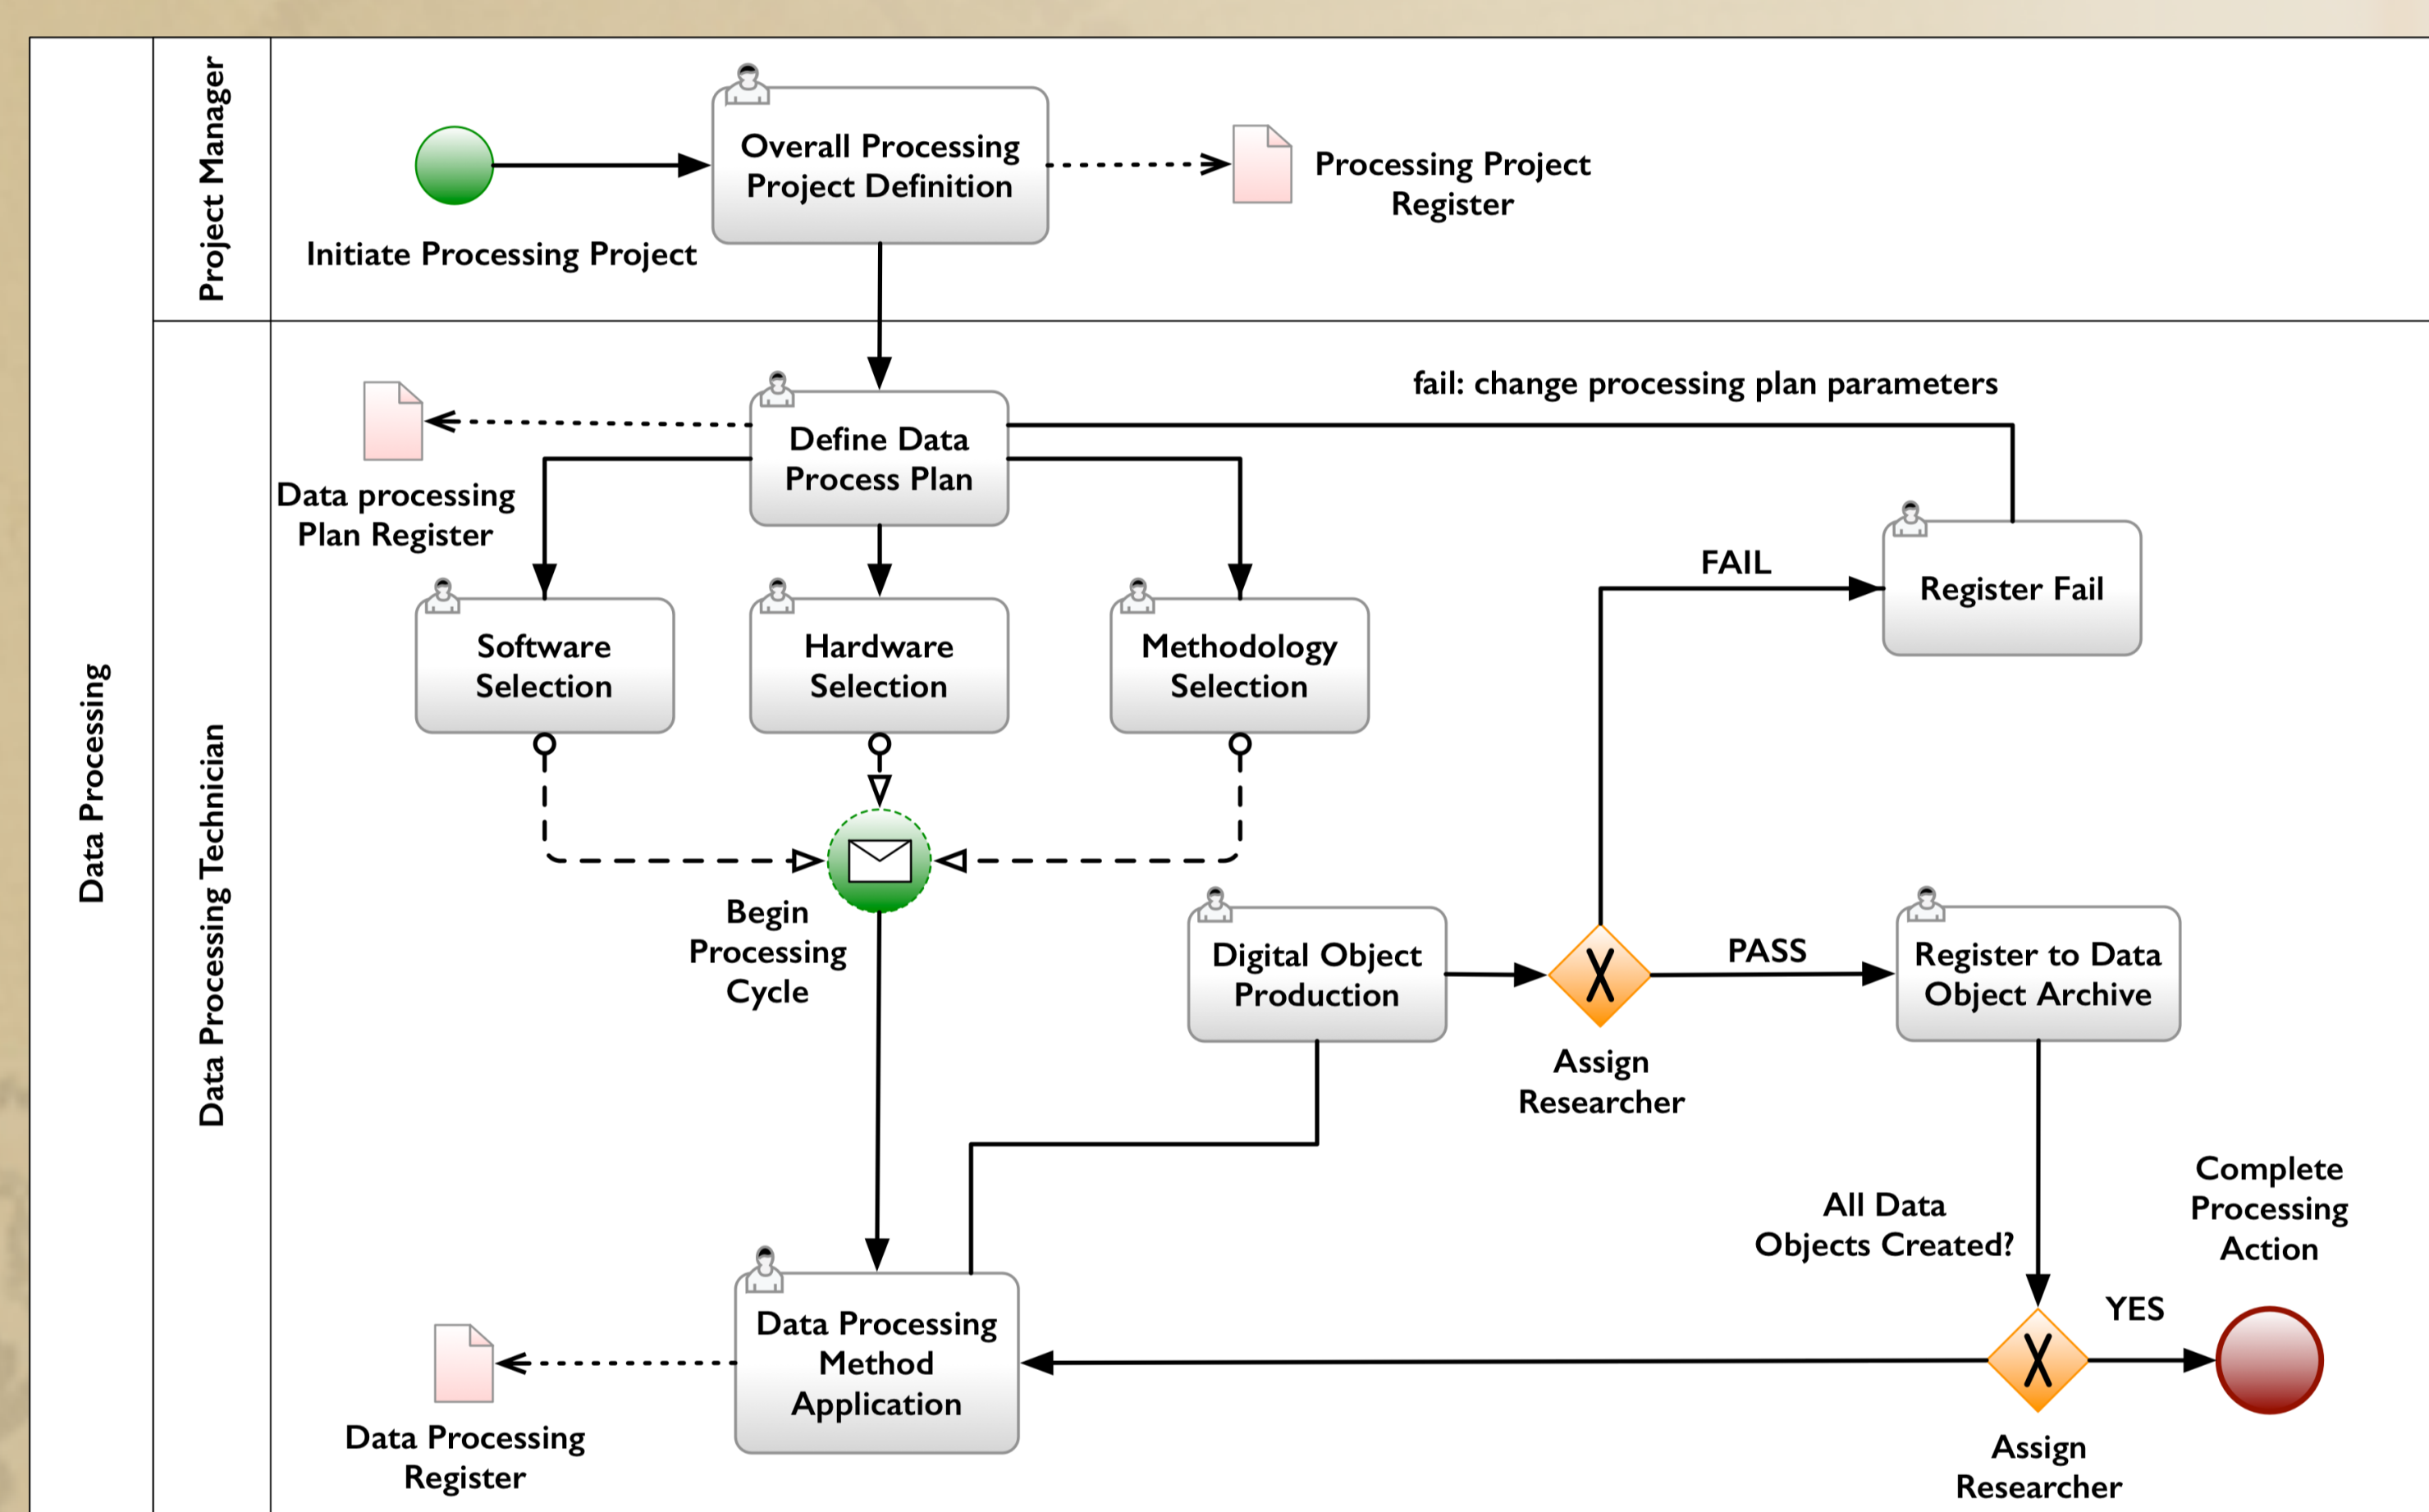 Data Processing
Project Manager
Initiate Processing Project
Overall Processing
Project Definition
Processing Project
Register
Data Processing Technician
Data processing
Plan Register
Define Data
Process Plan
fail: change processing plan parameters
Software
Selection
Hardware
Selection
Methodology
Selection
FAIL
Register Fail
Begin
Processing
Cycle
Digital Object
Production
Assign
Researcher
PASS
Register to Data
Object Archive
All Data
Objects Created?
Complete
Processing
Action
YES
Assign
Researcher
Data Processing
Method
Application
Data Processing
Register